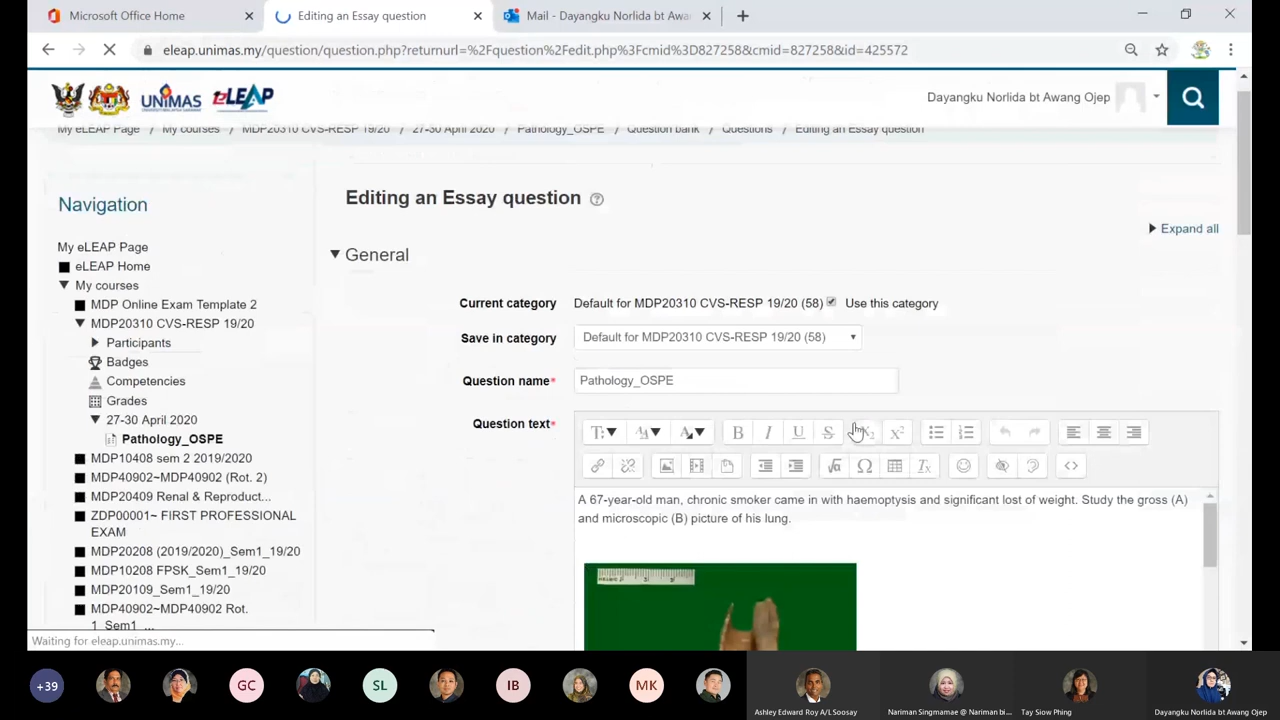 Microsoft Office Home
Editing an Essay question
Mail - Dayangku Norlida bt Awan
eleap.unimas.my/question/question.php?returnurl=%2Fquestion%2Fedit.php%3Fcmid%3D827258&cmid=827258&id=425572
UNIMAS
eLEAP
Dayangku Norlida bt Awang Ojep
My eLEAP Page / My courses / MDP20310 CVS-RESP 19/20 / 27-30 April 2020 / Pathology_OSPE / Question bank / Questions / Editing an Essay question
Editing an Essay question
Expand all
Navigation
My eLEAP Page
eLEAP Home
My courses
MDP Online Exam Template 2
MDP20310 CVS-RESP 19/20
Participants
Badges
Competencies
Grades
27-30 April 2020
Pathology_OSPE
MDP10408 sem 2 2019/2020
MDP40902~MDP40902 (Rot. 2)
MDP20409 Renal & Reproduct...
ZDP00001~ FIRST PROFESSIONAL
EXAM
MDP20208 (2019/2020)_Sem1_19/20
MDP10208 FPSK_Sem1_19/20
MDP20109_Sem1_19/20
MDP40902~MDP40902 Rot.
1_Sem1_...
General
Current category
Default for MDP20310 CVS-RESP 19/20 (58)
Use this category
Save in category
Default for MDP20310 CVS-RESP 19/20 (58)
Question name*
Pathology_OSPE
Question text*
A 67-year-old man, chronic smoker came in with haemoptysis and significant lost of weight. Study the gross (A)
and microscopic (B) picture of his lung.
Waiting for eleap.unimas.my...
+39
GC
SL
IB
MK
Ashley Edward Roy A/L Soosay
Nariman Singmamae @ Nariman bi...
Tay Siow Phing
Dayangku Norlida bt Awang Ojep